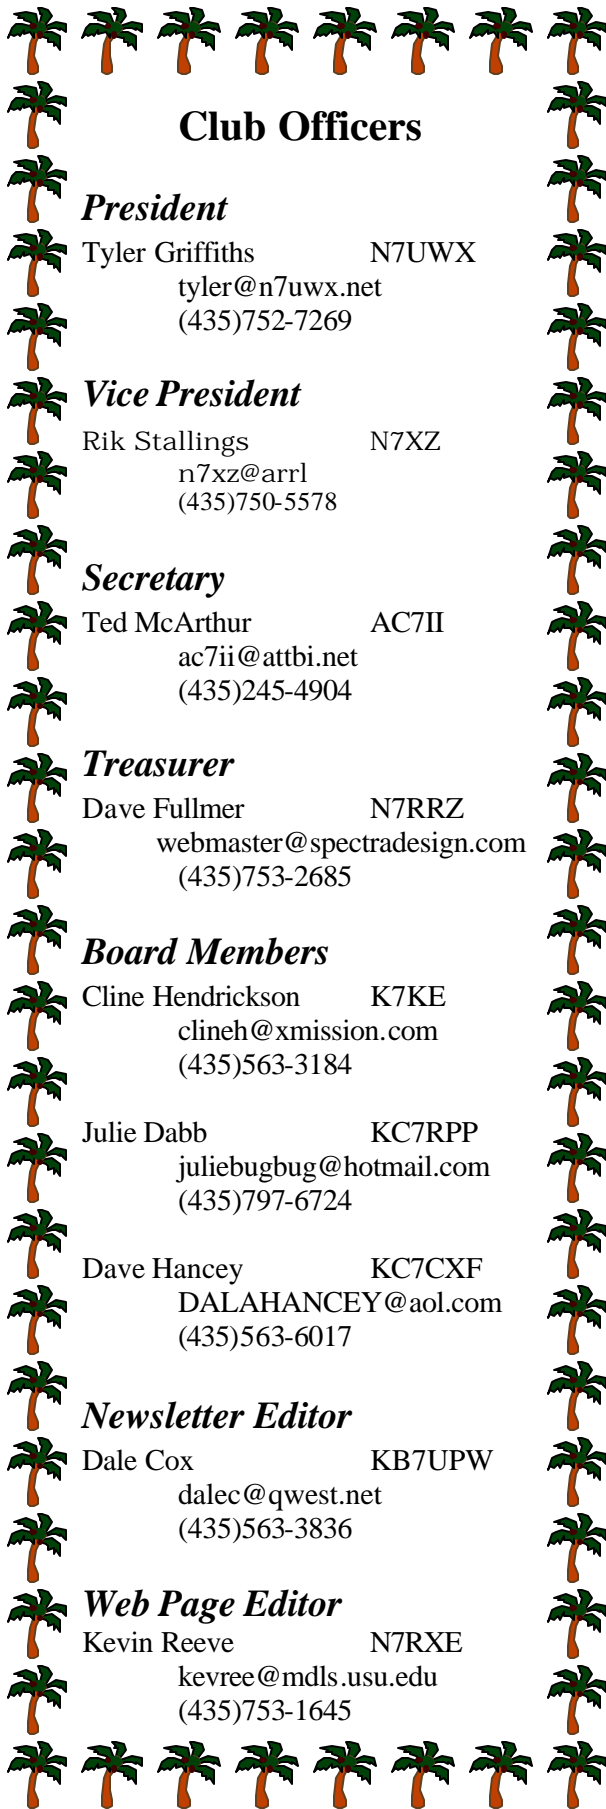 Club Officers
President
Tyler Griffiths N7UWX
tyler@n7uwx.net
(435)752-7269
Vice President
Rik Stallings N7XZ
n7xz@arrl
(435)750-5578
Secretary
Ted McArthur AC7II
ac7ii@attbi.net
(435)245-4904
Treasurer
Dave Fullmer N7RRZ
webmaster@spectradesign.com
(435)753-2685
Board Members
Cline Hendrickson K7KE
clineh@xmission.com
(435)563-3184
Julie Dabb KC7RPP
juliebugbug@hotmail.com
(435)797-6724
Dave Hancey KC7CXF
DALAHANCEY@aol.com
(435)563-6017
Newsletter Editor
Dale Cox KB7UPW
dalec@qwest.net
(435)563-3836
Web Page Editor
Kevin Reeve N7RXE
kevree@mdls.usu.edu
(435)753-1645